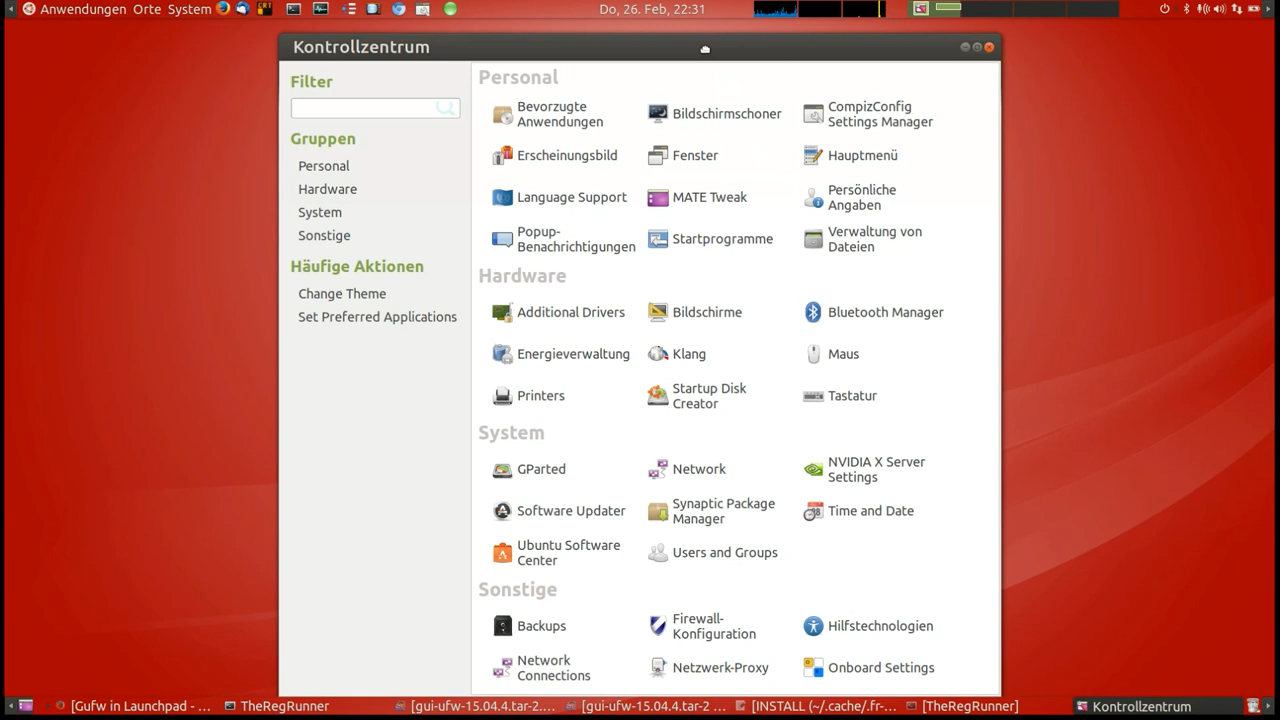 Anwendungen Orte System
CRT
Do, 26. Feb, 22:31
Kontrollzentrum
Filter
Gruppen
Personal
Hardware
System
Sonstige
Häufige Aktionen
Change Theme
Set Preferred Applications
Personal
Bevorzugte
Anwendungen
Bildschirmschoner
CompizConfig
Settings Manager
Erscheinungsbild
Fenster
Hauptmenü
Language Support
MATE Tweak
Persönliche
Angaben
Popup-
Benachrichtigungen
Startprogramme
Verwaltung von
Dateien
Hardware
Additional Drivers
Bildschirme
Bluetooth Manager
Energieverwaltung
Klang
Maus
Printers
Startup Disk
Creator
Tastatur
System
GParted
Network
NVIDIA X Server
Settings
Software Updater
Synaptic Package
Manager
Time and Date
Ubuntu Software
Center
Users and Groups
Sonstige
Backups
Firewall-
Konfiguration
Hilfstechnologien
Network
Connections
Netzwerk-Proxy
Onboard Settings
[Gufw in Launchpad - ...
TheRegRunner
[gui-ufw-15.04.4.tar-2....
[gui-ufw-15.04.4.tar-2 ...
[INSTALL (~/.cache/.fr-...
[TheRegRunner]
Kontrollzentrum